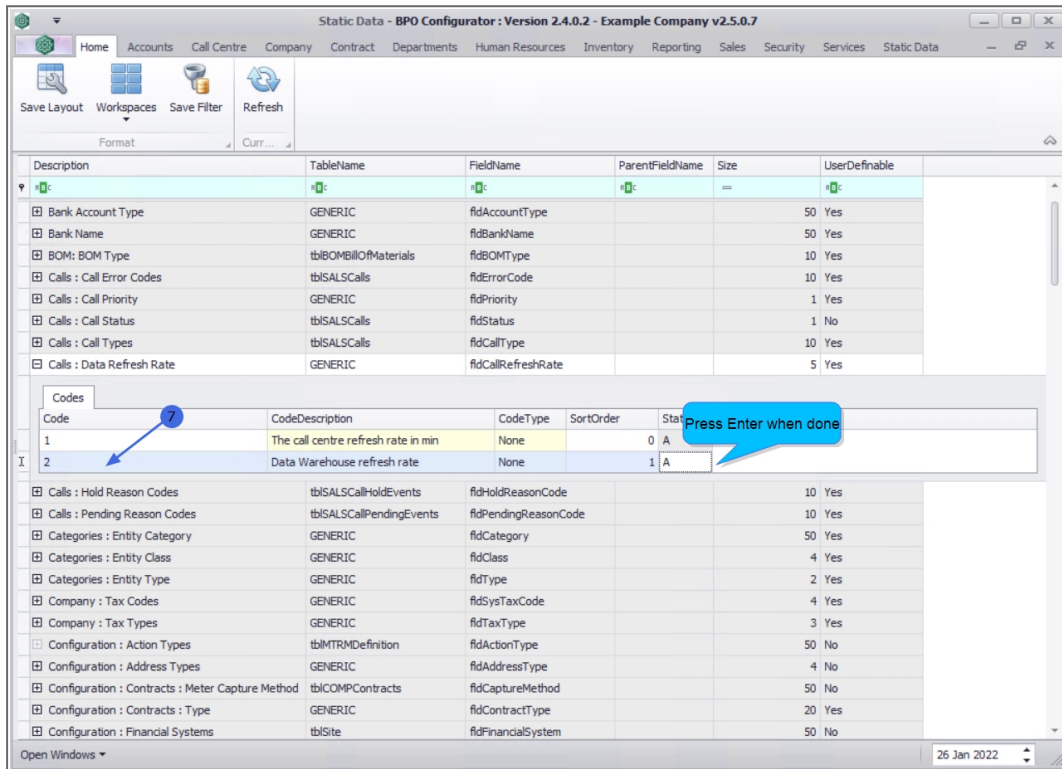 Static Data - BPO Configurator : Version 2.4.0.2 - Example Company v2.5.0.7
Home Accounts Call Centre Company Contract Departments Human Resources Inventory Reporting Sales Security Services Static Data
Save Layout Workspaces Save Filter Refresh
Format Curr...
Description TableName FieldName ParentFieldName Size UserDefinable
Bank Account Type GENERIC fldAccountType 50 Yes
Bank Name GENERIC fldBankName 50 Yes
BOM: BOM Type tblBOMBillOfMaterials fldBOMType 10 Yes
Calls : Call Error Codes tblSALSCalls fldErrorCode 10 Yes
Calls : Call Priority GENERIC fldPriority 1 Yes
Calls : Call Status tblSALSCalls fldStatus 1 No
Calls : Call Types tblSALSCalls fldCallType 10 Yes
Calls : Data Refresh Rate GENERIC fldCallRefreshRate 5 Yes
Codes
Code 7 CodeDescription CodeType SortOrder Stat
Press Enter when done
1 The call centre refresh rate in min None 0 A
2 Data Warehouse refresh rate None 1 A
Calls : Hold Reason Codes tblSALSCallHoldEvents fldHoldReasonCode 10 Yes
Calls : Pending Reason Codes tblSALSCallPendingEvents fldPendingReasonCode 10 Yes
Categories : Entity Category GENERIC fldCategory 50 Yes
Categories : Entity Class GENERIC fldClass 4 Yes
Categories : Entity Type GENERIC fldType 2 Yes
Company : Tax Codes GENERIC fldSysTaxCode 4 Yes
Company : Tax Types GENERIC fldTaxType 3 Yes
Configuration : Action Types tblMTRMDefinition fldActionType 50 No
Configuration : Address Types GENERIC fldAddressType 4 No
Configuration : Contracts : Meter Capture Method tblCOMPContracts fldCaptureMethod 50 No
Configuration : Contracts : Type GENERIC fldContractType 20 Yes
Configuration : Financial Systems tblSite fldFinancialSystem 50 No
Open Windows 26 Jan 2022